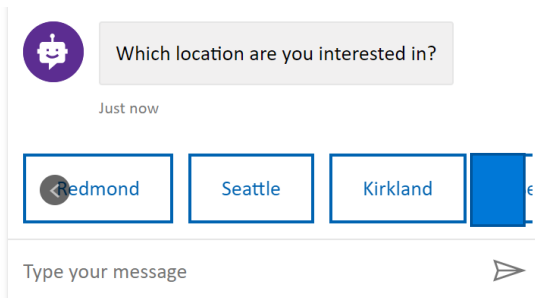 Which location are you interested in?
Just now
Redmond Seattle Kirkland
Type your message